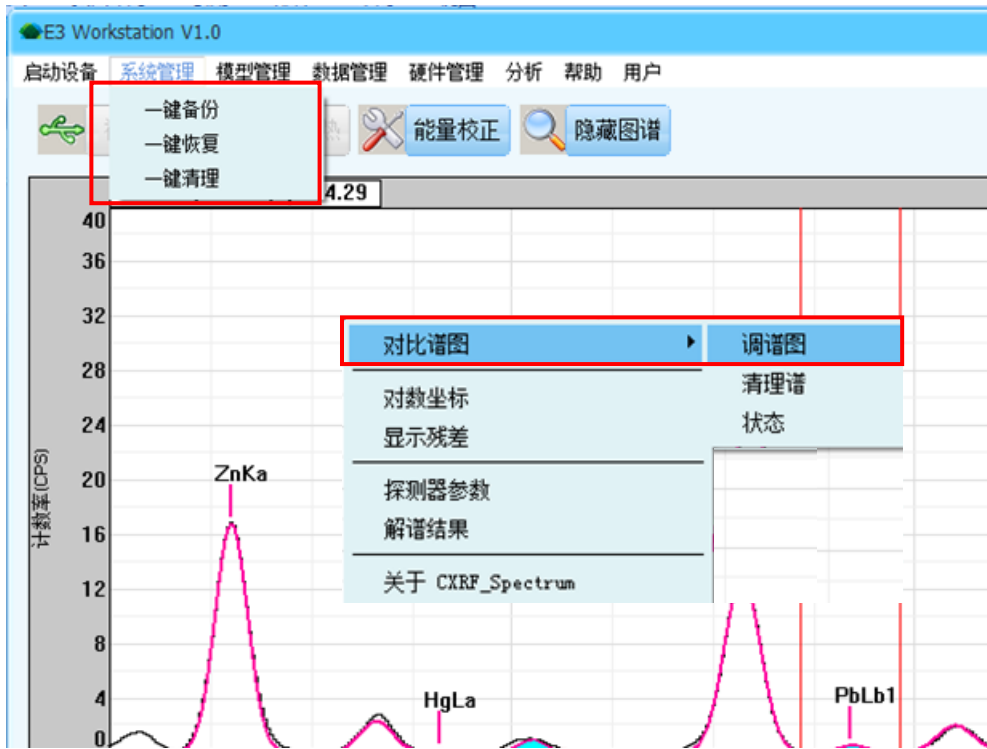 E3 Workstation V1.0
启动设备 系统管理 模型管理 数据管理 硬件管理 分析 帮助 用户
一键备份
一键恢复
一键清理
能量校正 隐藏图谱
4.29
40
36
32
28
24
20
16
12
8
4
0
计数率(CPS)
对比谱图
调谱图
清理谱
状态
对数坐标
显示残差
探测器参数
解谱结果
关于 CXRF_Spectrum
ZnKa
HgLa
PbLb1